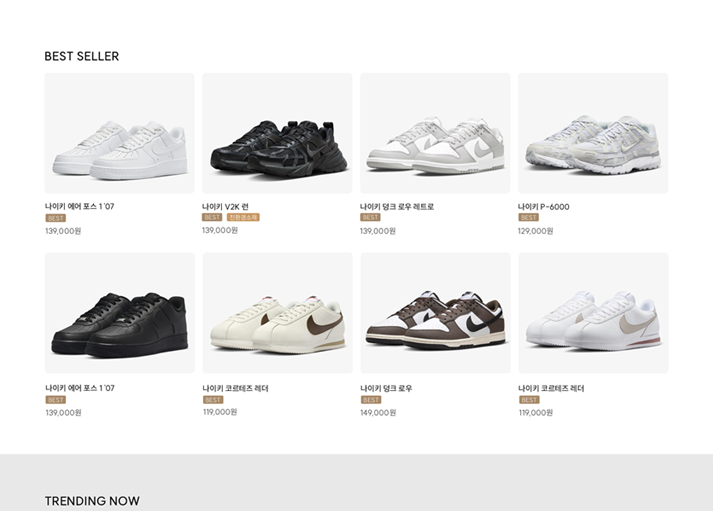 BEST SELLER
나이키 에어 포스 1 '07
BEST
139,000원
나이키 V2K 런
BEST 친환경소재
139,000원
나이키 덩크 로우 레트로
BEST
139,000원
나이키 P-6000
BEST
129,000원
나이키 에어 포스 1 '07
BEST
139,000원
나이키 코르테즈 레더
BEST
119,000원
나이키 덩크 로우
BEST
149,000원
나이키 코르테즈 레더
BEST
119,000원
TRENDING NOW